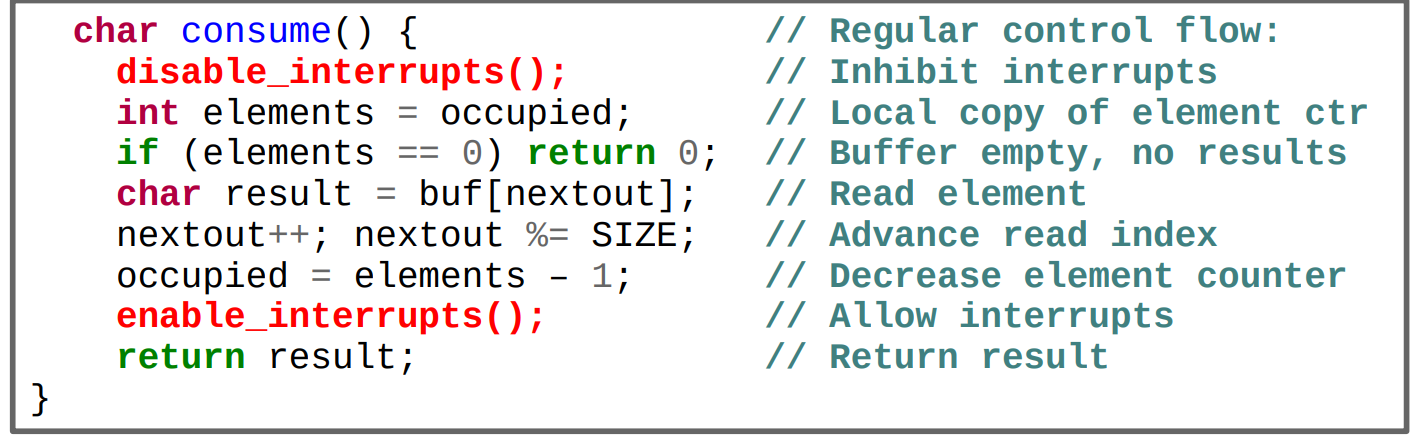 char consume() { // Regular control flow:
disable_interrupts(); // Inhibit interrupts
int elements = occupied; // Local copy of element ctr
if (elements == 0) return 0; // Buffer empty, no results
char result = buf[nextout]; // Read element
nextout++; nextout %= SIZE; // Advance read index
occupied = elements – 1; // Decrease element counter
enable_interrupts(); // Allow interrupts
return result; // Return result
}